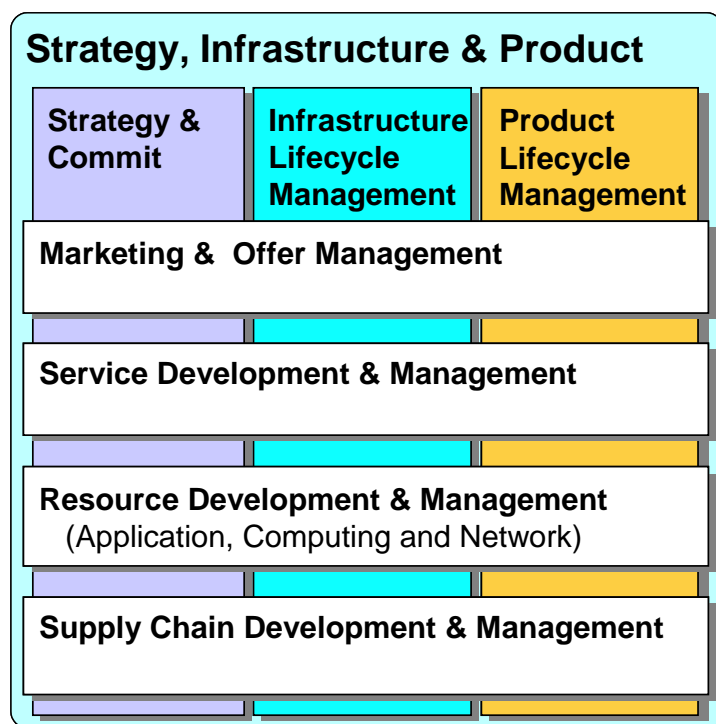 Strategy, Infrastructure & Product
Strategy &
Commit
Infrastructure
Lifecycle
Management
Product
Lifecycle
Management
Marketing &  Offer Management
Service Development & Management
Resource Development & Management
(Application, Computing and Network)
Supply Chain Development & Management